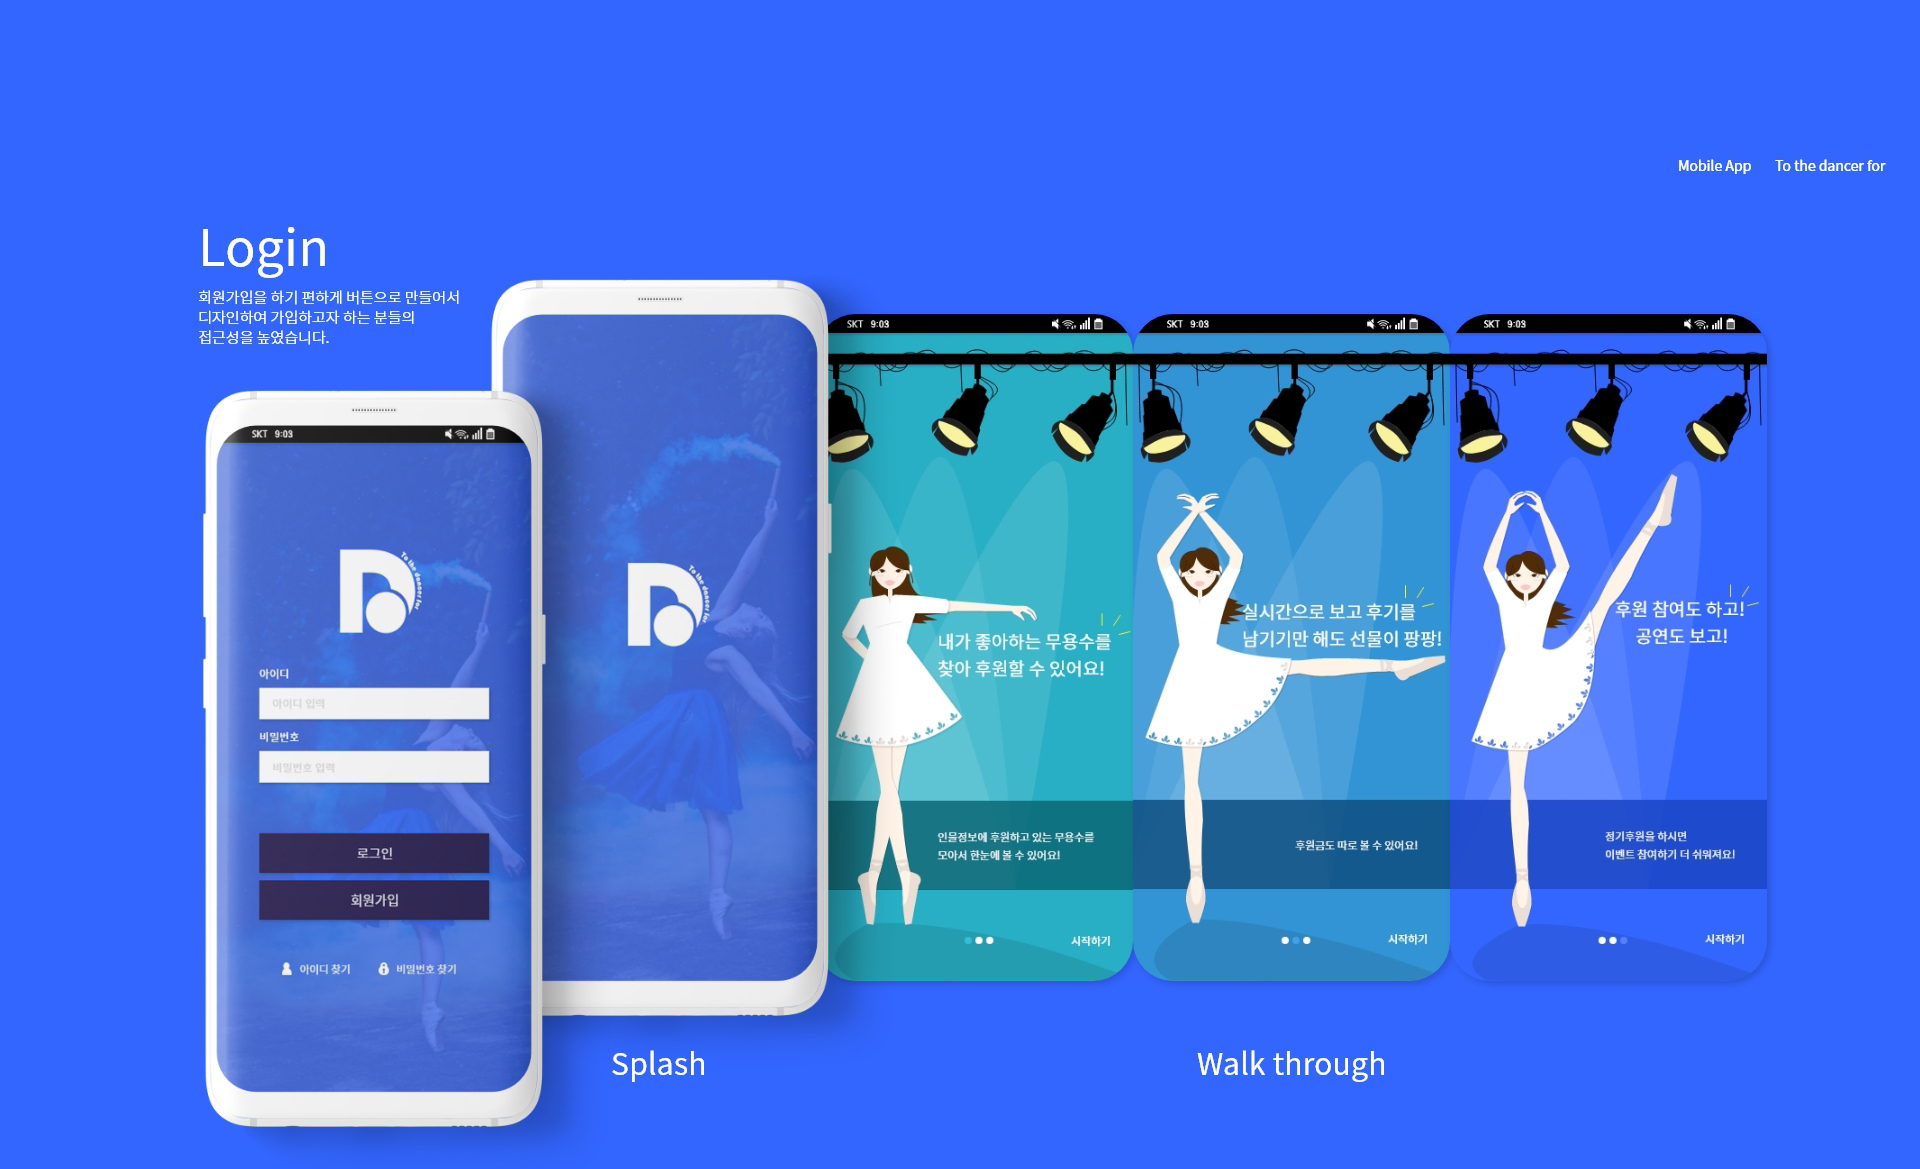 Mobile App To the dancer for
Login
회원가입을 하기 편하게 버튼으로 만들어서
디자인하여 가입하고자 하는 분들의
접근성을 높였습니다.
SKT 9:03
To the dancer for
아이디
아이디 입력
비밀번호
비밀번호 입력
로그인
회원가입
아이디 찾기 비밀번호 찾기
To the dancer for
Splash
SKT 9:03
내가 좋아하는 무용수를
찾아 후원할 수 있어요!
인물정보에 후원하고 있는 무용수를
모아서 한눈에 볼 수 있어요!
시작하기
SKT 9:03
실시간으로 보고 후기를
남기기만 해도 선물이 팡팡!
후원금도 따로 볼 수 있어요!
시작하기
SKT 9:03
후원 참여도 하고!
공연도 보고!
정기후원을 하시면
이벤트 참여하기 더 쉬워져요!
시작하기
Walk through